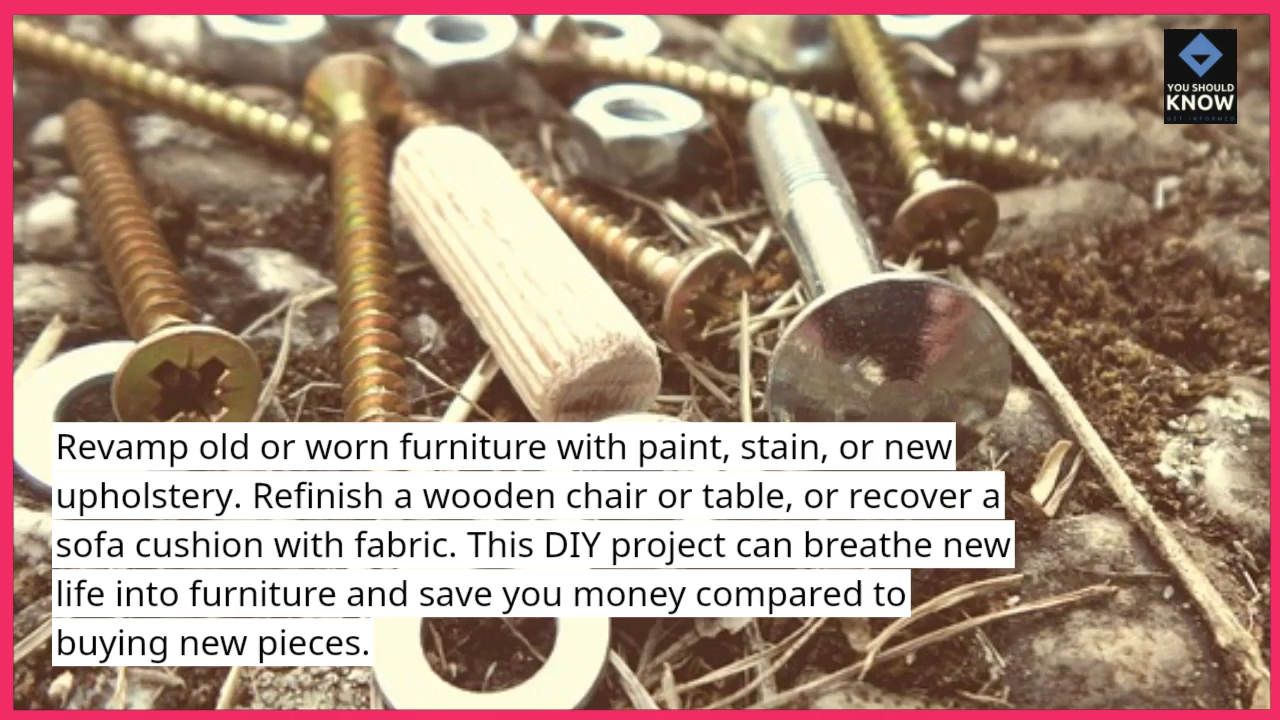 YOU SHOULD
KNOW
GET INFORMED
Revamp old or worn furniture with paint, stain, or new
upholstery. Refinish a wooden chair or table, or recover a
sofa cushion with fabric. This DIY project can breathe new
life into furniture and save you money compared to
buying new pieces.